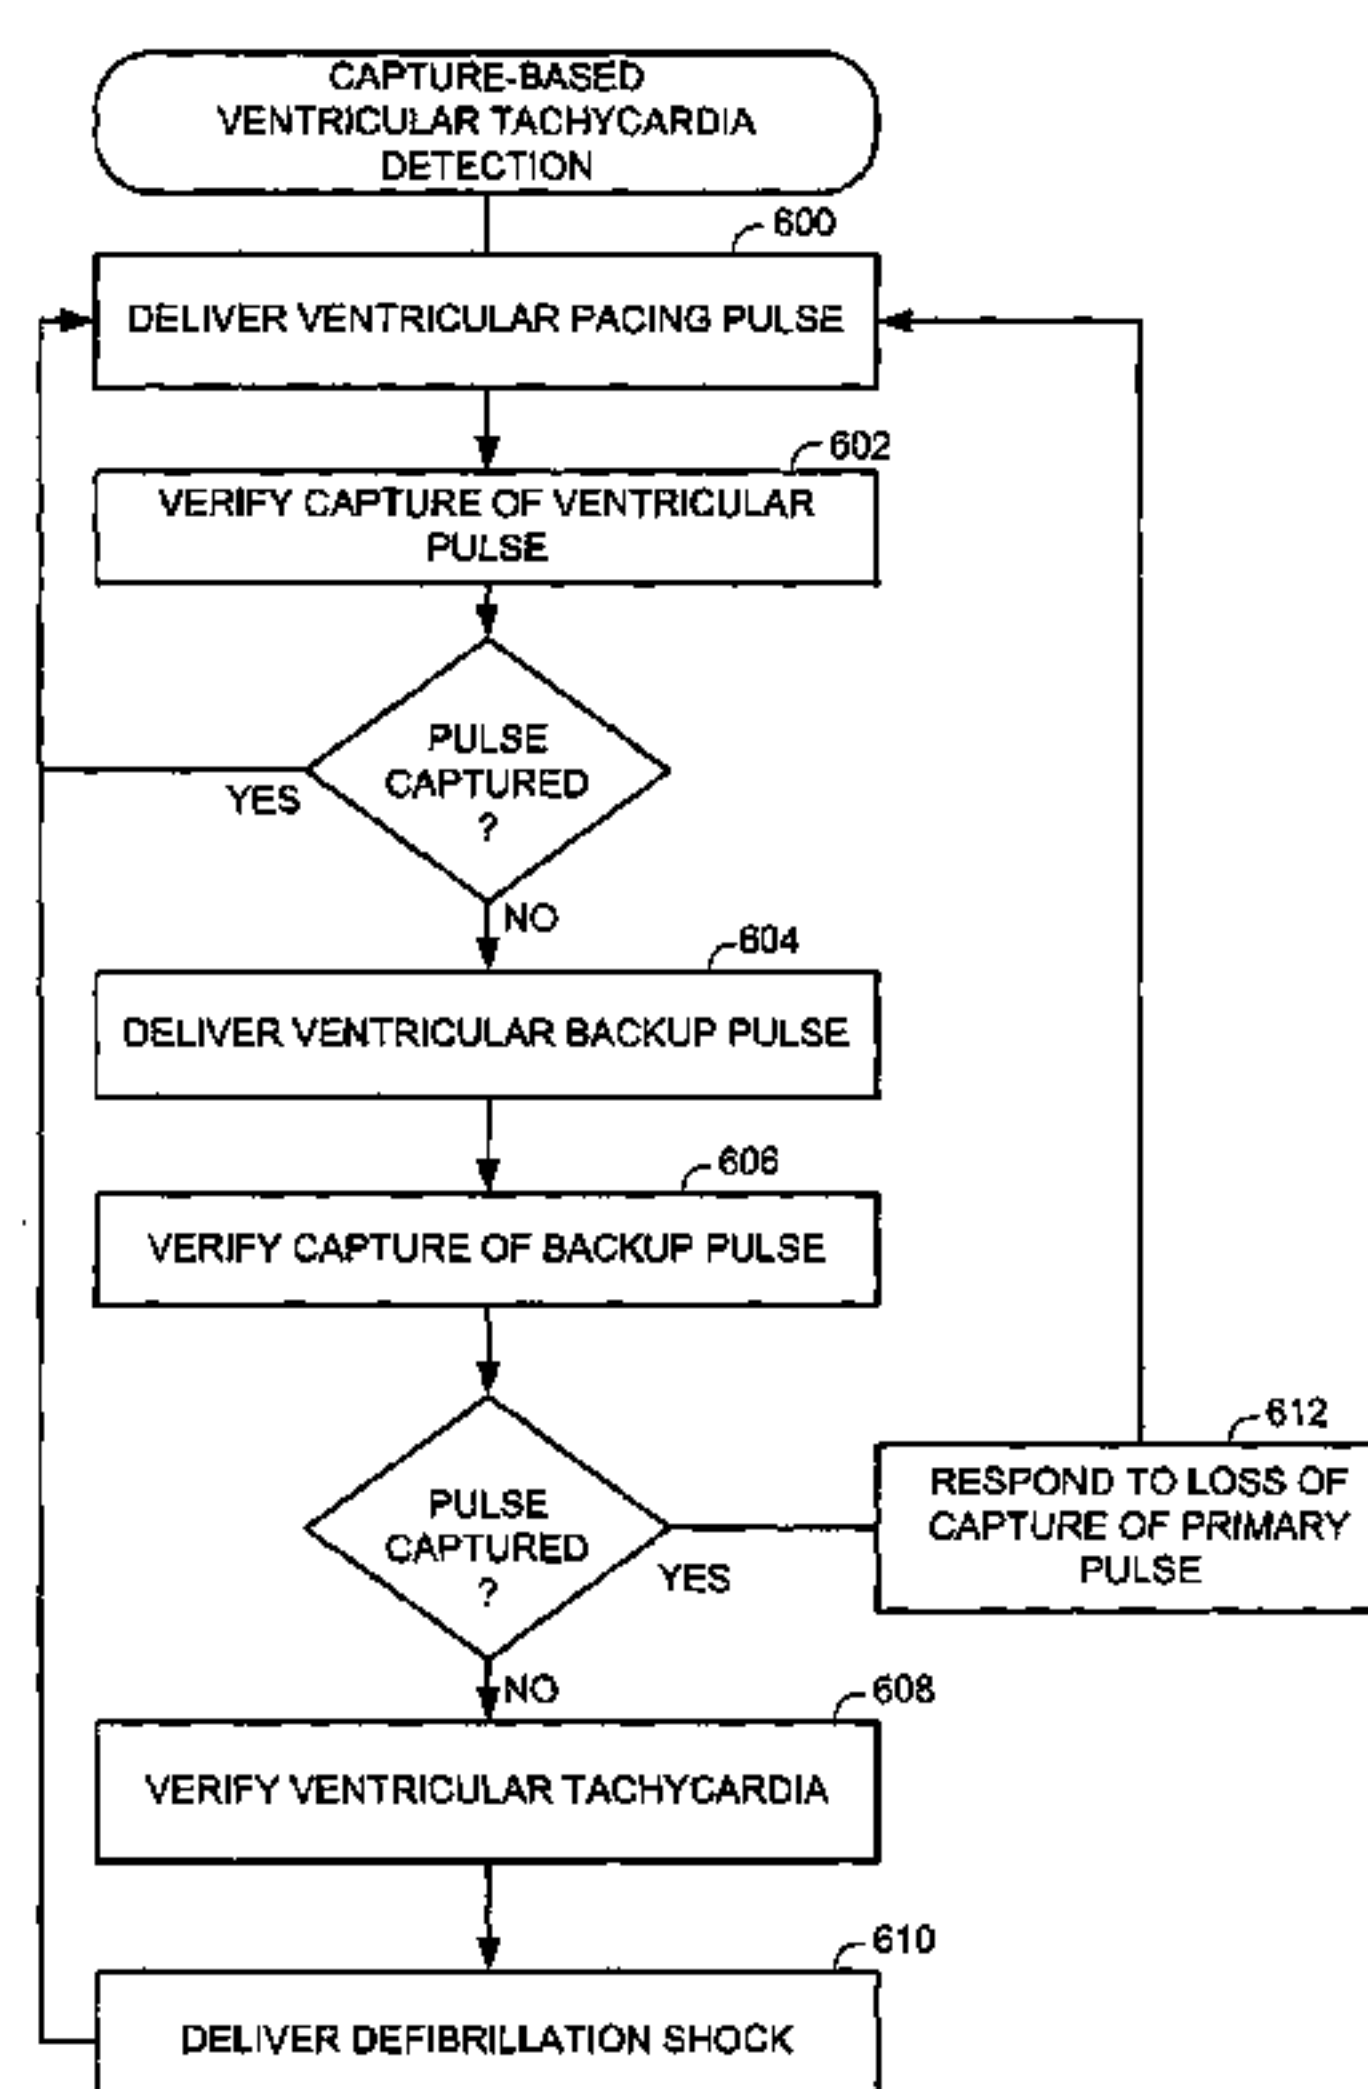 CAPTURE-BASED
VENTRICULAR TACHYCARDIA
DETECTION
600
DELIVER VENTRICULAR PACING PULSE
602
VERIFY CAPTURE OF VENTRICULAR
PULSE
PULSE
CAPTURED
?
YES
NO
604
DELIVER VENTRICULAR BACKUP PULSE
606
VERIFY CAPTURE OF BACKUP PULSE
PULSE
CAPTURED
?
YES
612
RESPOND TO LOSS OF
CAPTURE OF PRIMARY
PULSE
NO
608
VERIFY VENTRICULAR TACHYCARDIA
610
DELIVER DEFIBRILLATION SHOCK